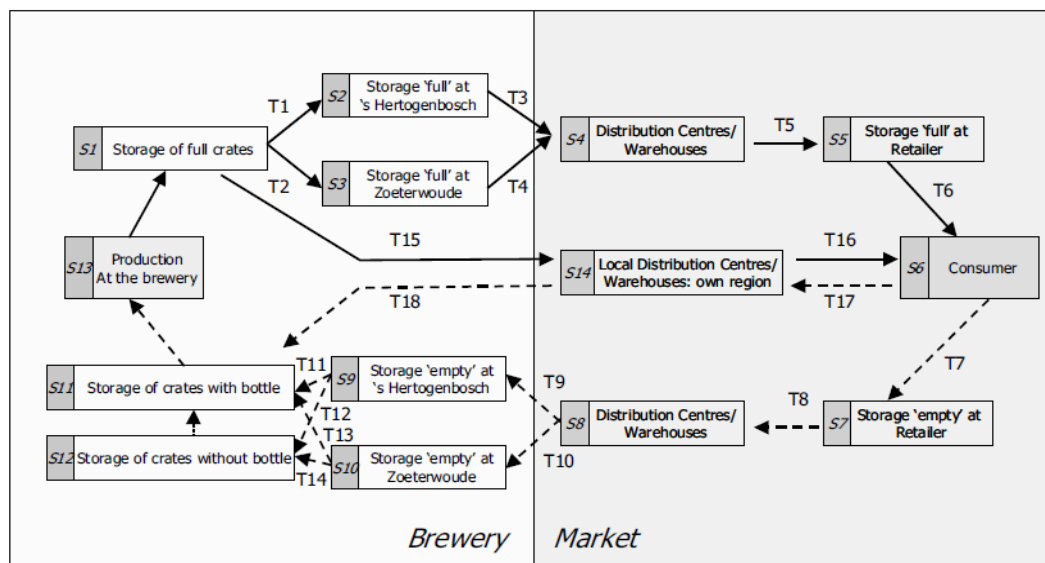 S2
Storage ‘full’ at
‘s Hertogenbosch
T1
T3
S1
Storage of full crates
S4
Distribution Centres/
Warehouses
T5
S5
Storage ‘full’ at
Retailer
S3
Storage ‘full’ at
Zoeterwoude
T2
T4
T6
T15
T16
S13
Production
At the brewery
S14
Local Distribution Centres/
Warehouses: own region
S6
Consumer
T18
T17
T11
S9
Storage ‘empty’ at
‘s Hertogenbosch
T7
S11
Storage of crates with bottle
T9
T8
T12
S8
Distribution Centres/
Warehouses
S7
Storage ‘empty’ at
Retailer
T13
S12
Storage of crates without bottle
S10
Storage ‘empty’ at
Zoeterwoude
T10
T14
Brewery
Market